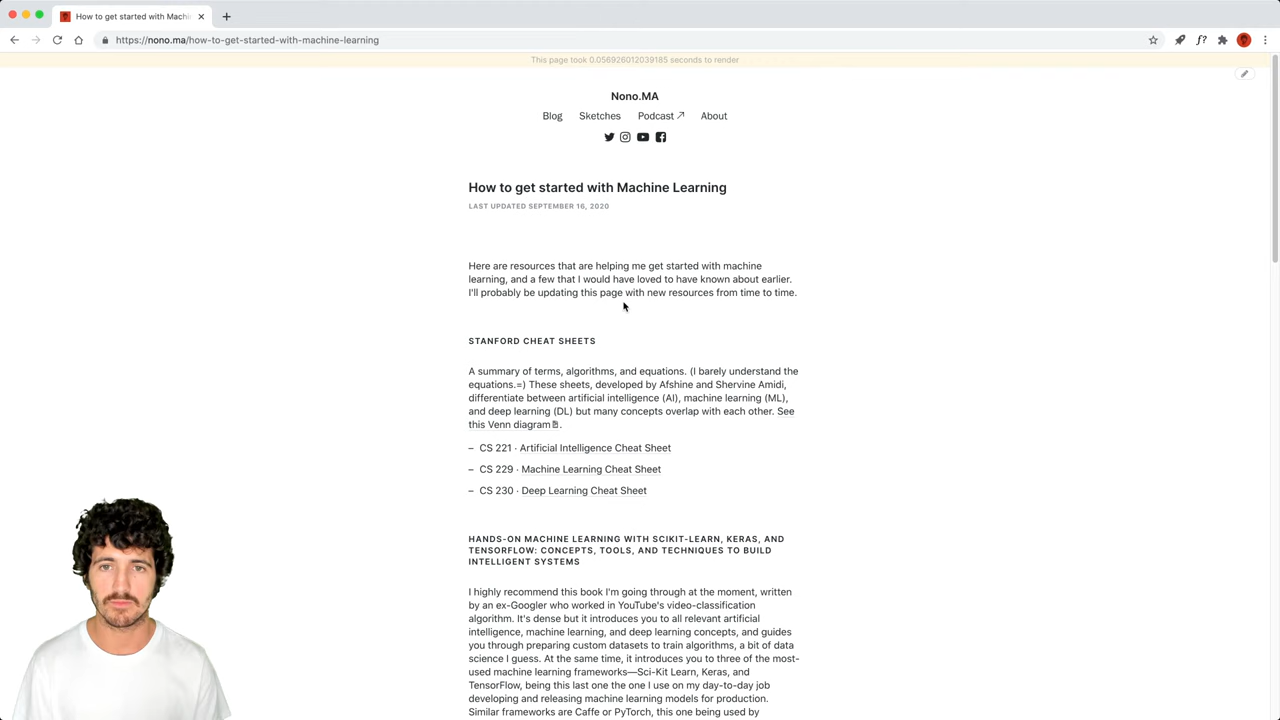 How to get started with Machi
https://nono.ma/how-to-get-started-with-machine-learning
f?
This page took 0.056926012039185 seconds to render
Nono.MA
Blog Sketches Podcast ↗ About
How to get started with Machine Learning
LAST UPDATED SEPTEMBER 16, 2020
Here are resources that are helping me get started with machine
learning, and a few that I would have loved to have known about earlier.
I'll probably be updating this page with new resources from time to time.
STANFORD CHEAT SHEETS
A summary of terms, algorithms, and equations. (I barely understand the
equations.=) These sheets, developed by Afshine and Shervine Amidi,
differentiate between artificial intelligence (AI), machine learning (ML),
and deep learning (DL) but many concepts overlap with each other. See
this Venn diagram.
– CS 221 · Artificial Intelligence Cheat Sheet
– CS 229 · Machine Learning Cheat Sheet
– CS 230 · Deep Learning Cheat Sheet
HANDS-ON MACHINE LEARNING WITH SCIKIT-LEARN, KERAS, AND
TENSORFLOW: CONCEPTS, TOOLS, AND TECHNIQUES TO BUILD
INTELLIGENT SYSTEMS
I highly recommend this book I'm going through at the moment, written
by an ex-Googler who worked in YouTube's video-classification
algorithm. It's dense but it introduces you to all relevant artificial
intelligence, machine learning, and deep learning concepts, and guides
you through preparing custom datasets to train algorithms, a bit of data
science I guess. At the same time, it introduces you to three of the most-
used machine learning frameworks—Sci-Kit Learn, Keras, and
TensorFlow, being this last one the one I use on my day-to-day job
developing and releasing machine learning models for production.
Similar frameworks are Caffe or PyTorch, this one being used by